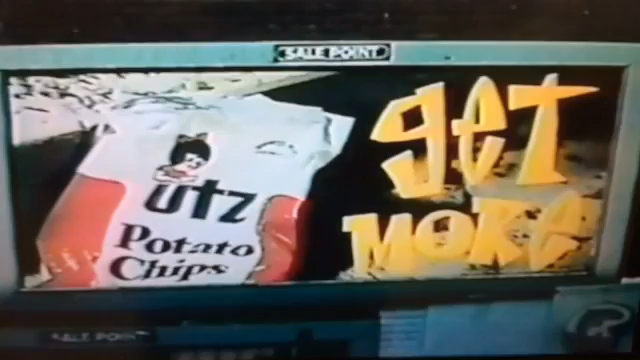 SALE POINT
utz
Potato
Chips
get
MORE
SALE POINT